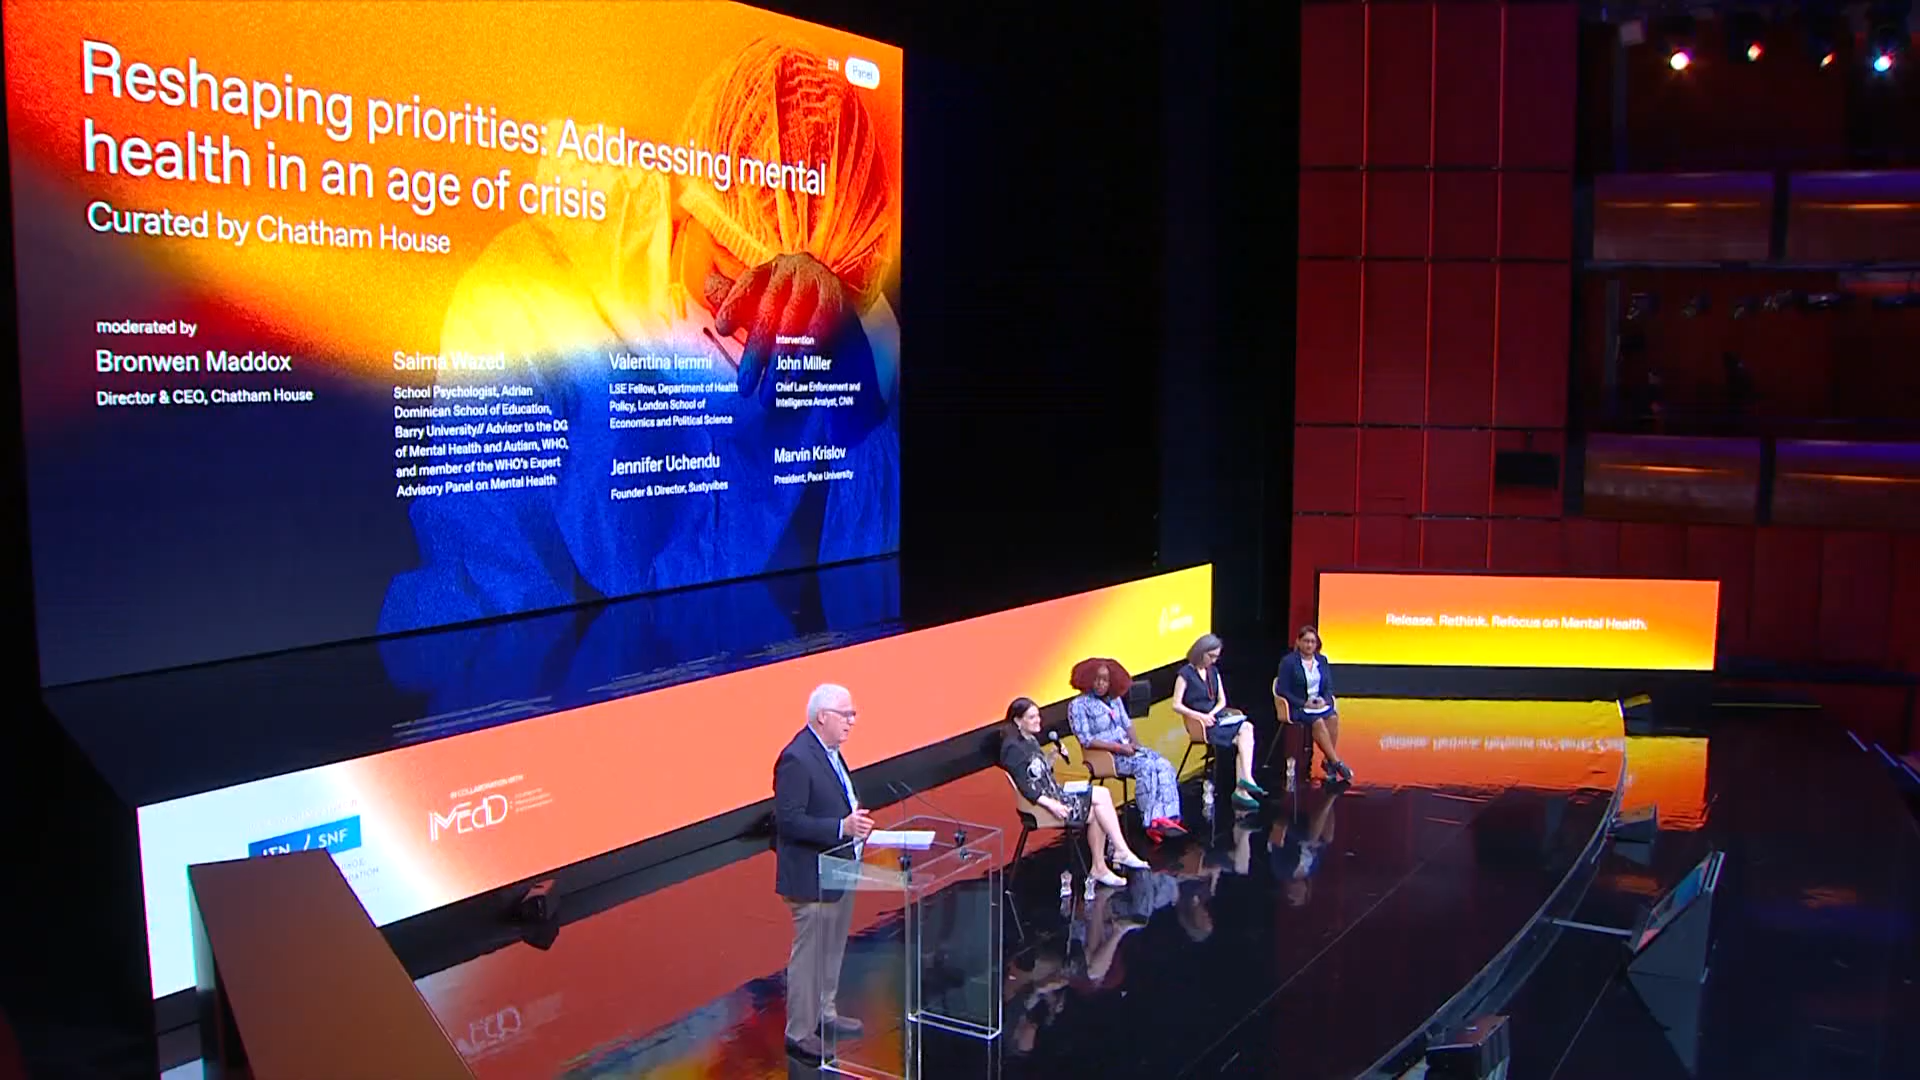 EN Panel
Reshaping priorities: Addressing mental
health in an age of crisis
Curated by Chatham House
moderated by
Bronwen Maddox
Director & CEO, Chatham House
Saima Wazed
School Psychologist, Adrian
Dominican School of Education,
Barry University// Advisor to the DG
of Mental Health and Autism, WHO,
and member of the WHO's Expert
Advisory Panel on Mental Health
Valentina Iemmi
LSE Fellow, Department of Health
Policy, London School of
Economics and Political Science
Jennifer Uchendu
Founder & Director, Sustyvibes
Intervention
John Miller
Chief Law Enforcement and
Intelligence Analyst, CNN
Marvin Krislov
President, Pace University
Release. Rethink. Refocus on Mental Health.
IN COLLABORATION WITH
SNF